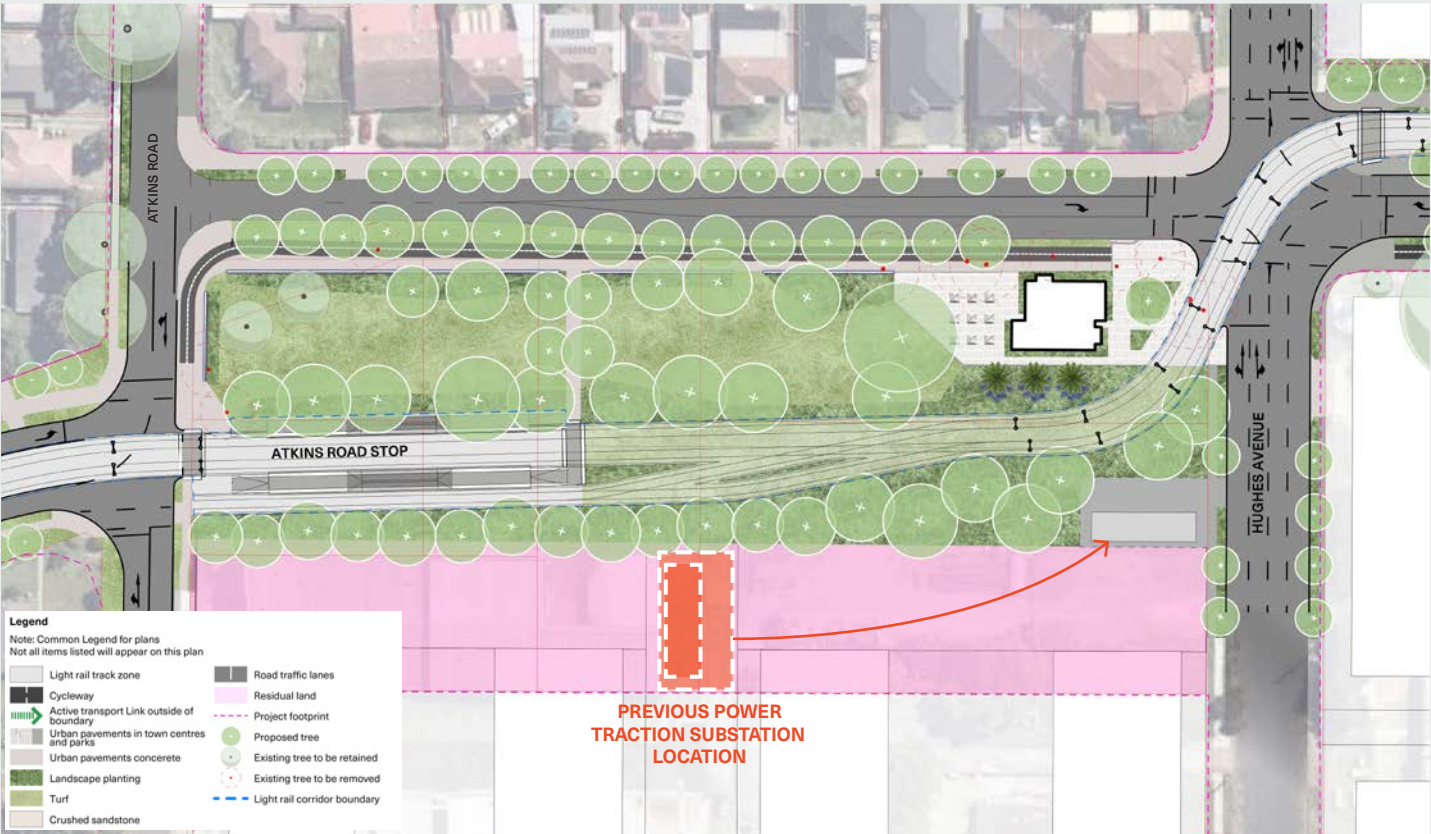 ATKINS ROAD
ATKINS ROAD STOP
HUGHES AVENUE
PREVIOUS POWER
TRACTION SUBSTATION
LOCATION
Legend
Note: Common Legend for plans
Not all items listed will appear on this plan
Light rail track zone
Cycleway
Active transport Link outside of
boundary
Urban pavements in town centres
and parks
Urban pavements concerete
Landscape planting
Turf
Crushed sandstone
Road traffic lanes
Residual land
Project footprint
Proposed tree
Existing tree to be retained
Existing tree to be removed
Light rail corridor boundary